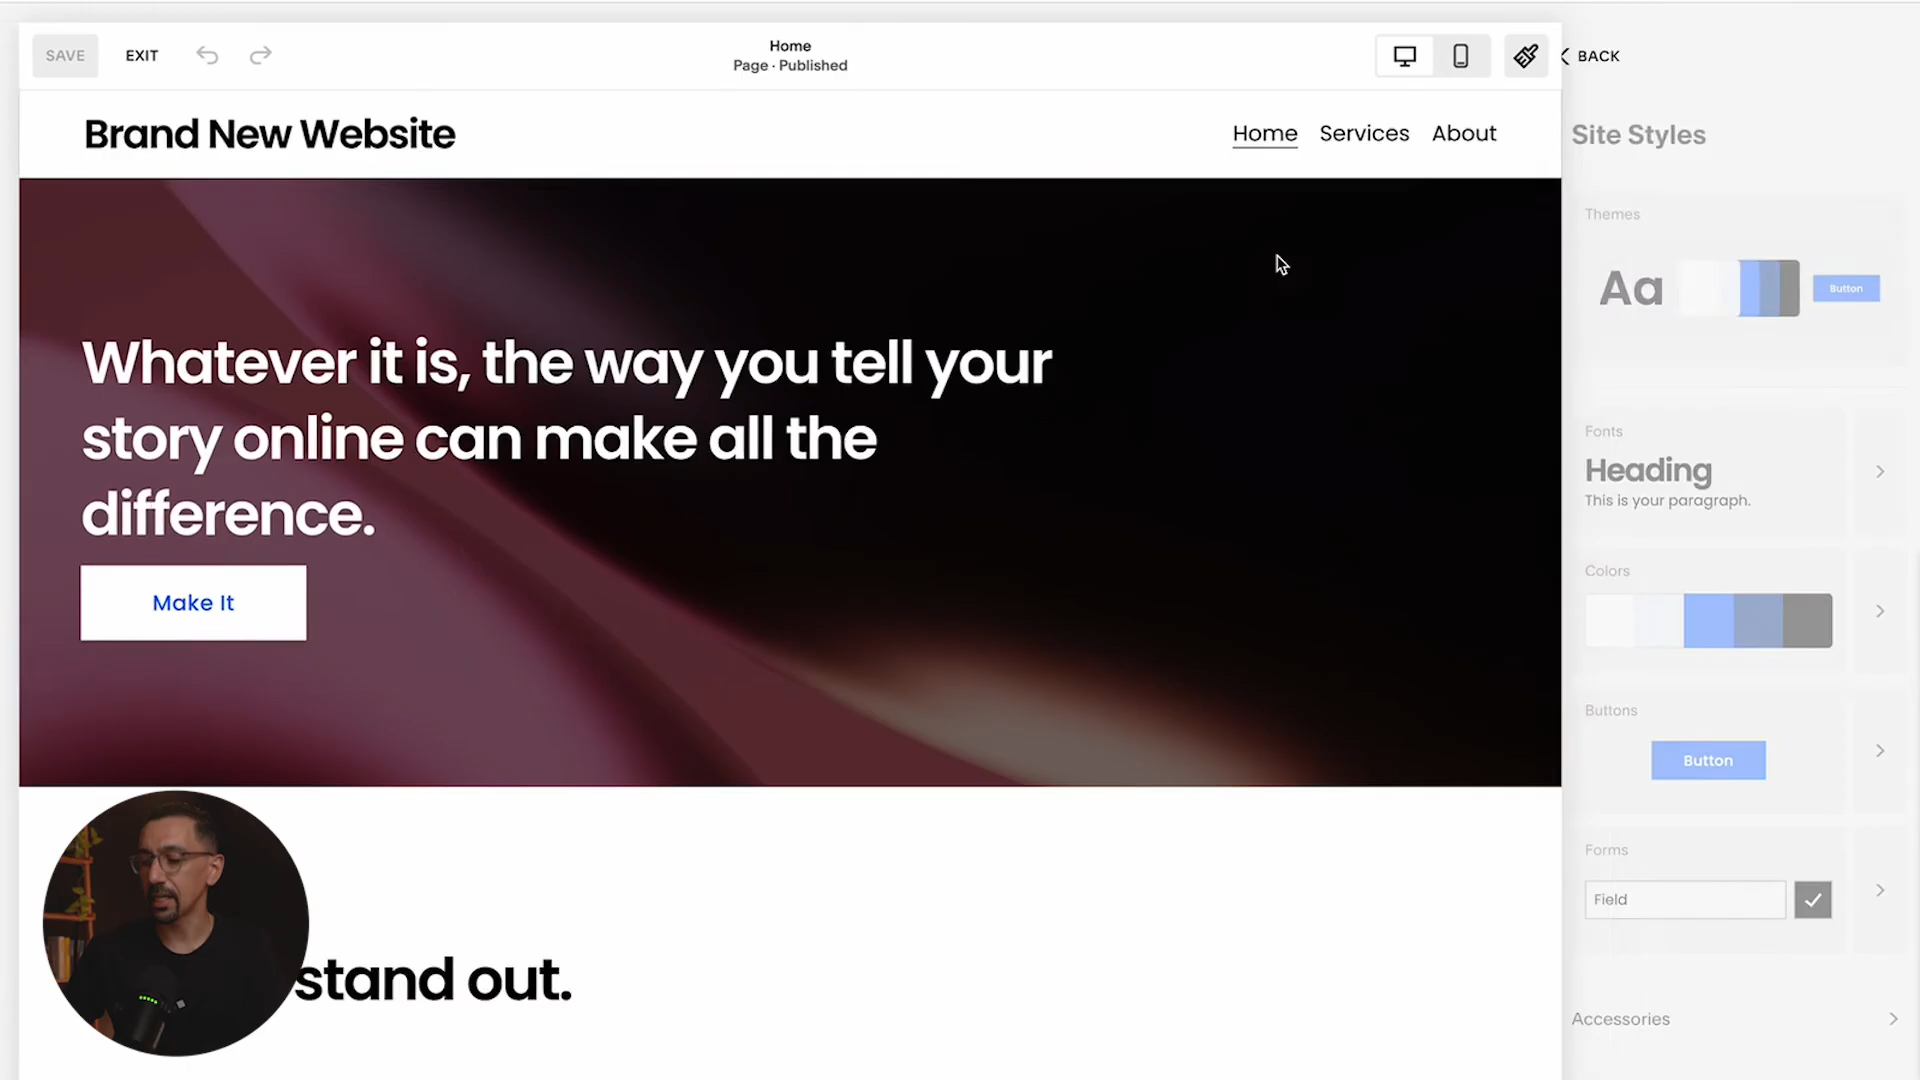 SAVE
EXIT
Home
Page · Published
BACK
Brand New Website
Home
Services
About
Whatever it is, the way you tell your
story online can make all the
difference.
Make It
stand out.
Site Styles
Themes
Aa
Button
Fonts
Heading
This is your paragraph.
Colors
Buttons
Button
Forms
Field
Accessories